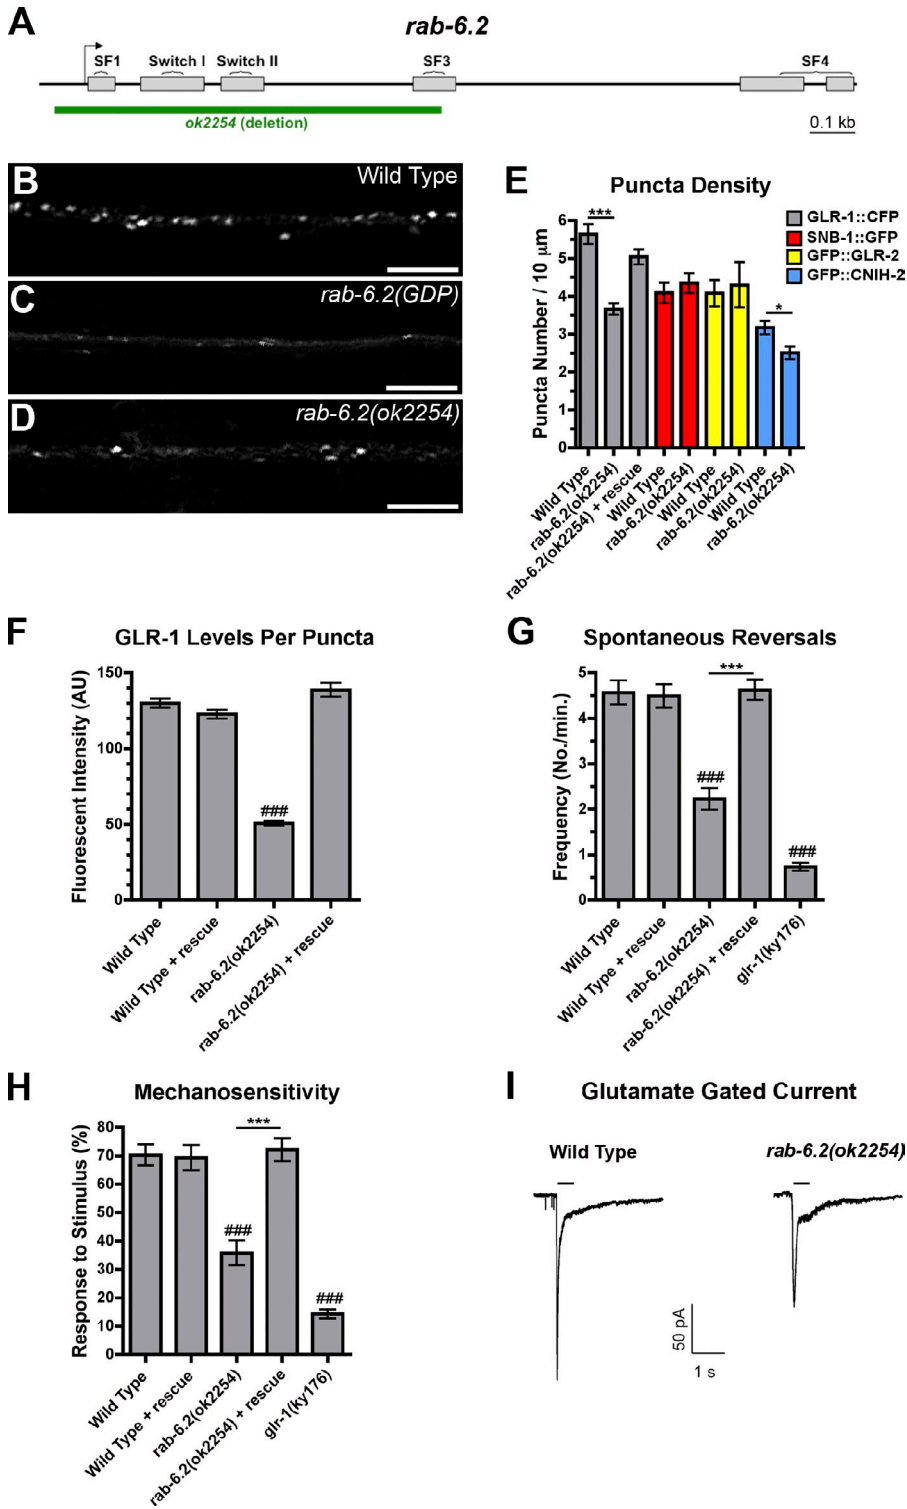 A
rab-6.2
SF1
Switch I
Switch II
SF3
SF4
ok2254 (deletion)
0.1 kb
B
Wild Type
C
rab-6.2(GDP)
D
rab-6.2(ok2254)
E
Puncta Density
Puncta Number / 10 µm
6
5
4
3
2
1
0
***
*
GLR-1::CFP
SNB-1::GFP
GFP::GLR-2
GFP::CNIH-2
Wild Type
rab-6.2(ok2254)
rab-6.2(ok2254) + rescue
Wild Type
rab-6.2(ok2254)
Wild Type
rab-6.2(ok2254)
Wild Type
rab-6.2(ok2254)
F
GLR-1 Levels Per Puncta
Fluorescent Intensity (AU)
150
100
50
0
###
Wild Type
Wild Type + rescue
rab-6.2(ok2254)
rab-6.2(ok2254) + rescue
G
Spontaneous Reversals
Frequency (No./min.)
5
4
3
2
1
0
***
###
###
Wild Type
Wild Type + rescue
rab-6.2(ok2254)
rab-6.2(ok2254) + rescue
glr-1(ky176)
H
Mechanosensitivity
Response to Stimulus (%)
80
70
60
50
40
30
20
10
0
***
###
###
Wild Type
Wild Type + rescue
rab-6.2(ok2254)
rab-6.2(ok2254) + rescue
glr-1(ky176)
I
Glutamate Gated Current
Wild Type
rab-6.2(ok2254)
50 pA
1 s